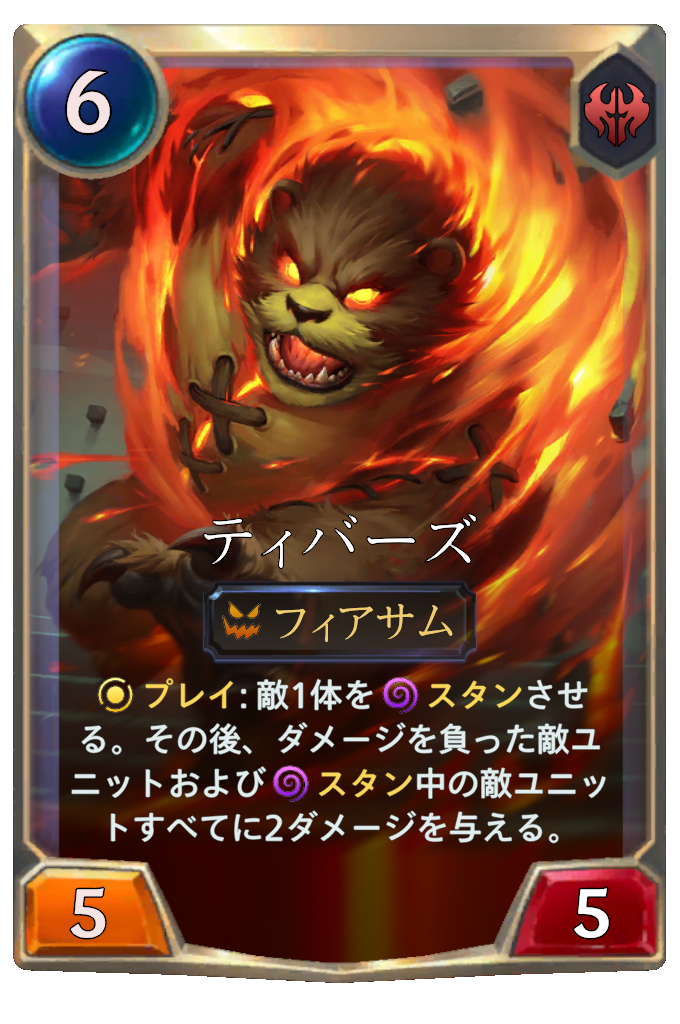 6
ティバーズ
フィアサム
プレイ: 敵1体を スタンさせ
る。その後、ダメージを負った敵ユ
ニットおよび スタン中の敵ユニッ
トすべてに2ダメージを与える。
5
5